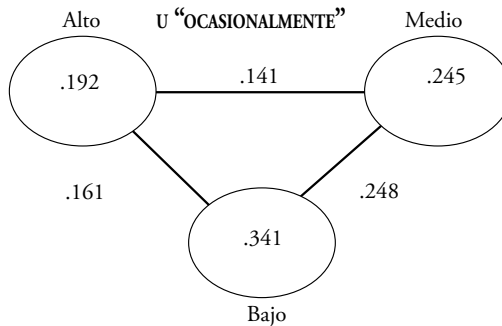 U “OCASIONALMENTE”
Alto
Medio
.192
.141
.245
.161
.248
.341
Bajo